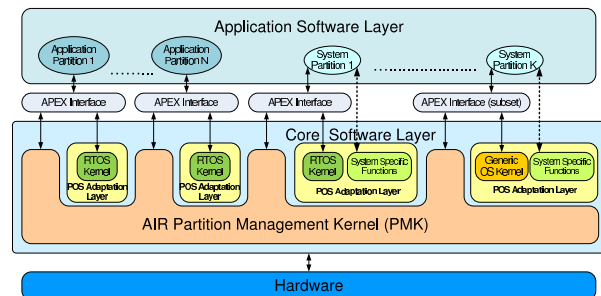 Application Software Layer
Application
Partition 1
Application
Partition N
System
Partition 1
System
Partition K
APEX Interface
APEX Interface
APEX Interface
APEX Interface (subset)
Core Software Layer
RTOS
Kernel
POS Adaptation
Layer
RTOS
Kernel
POS Adaptation
Layer
RTOS
Kernel
System Specific
Functions
POS Adaptation Layer
Generic
OS Kernel
System Specific
Functions
POS Adaptation Layer
AIR Partition Management Kernel (PMK)
Hardware